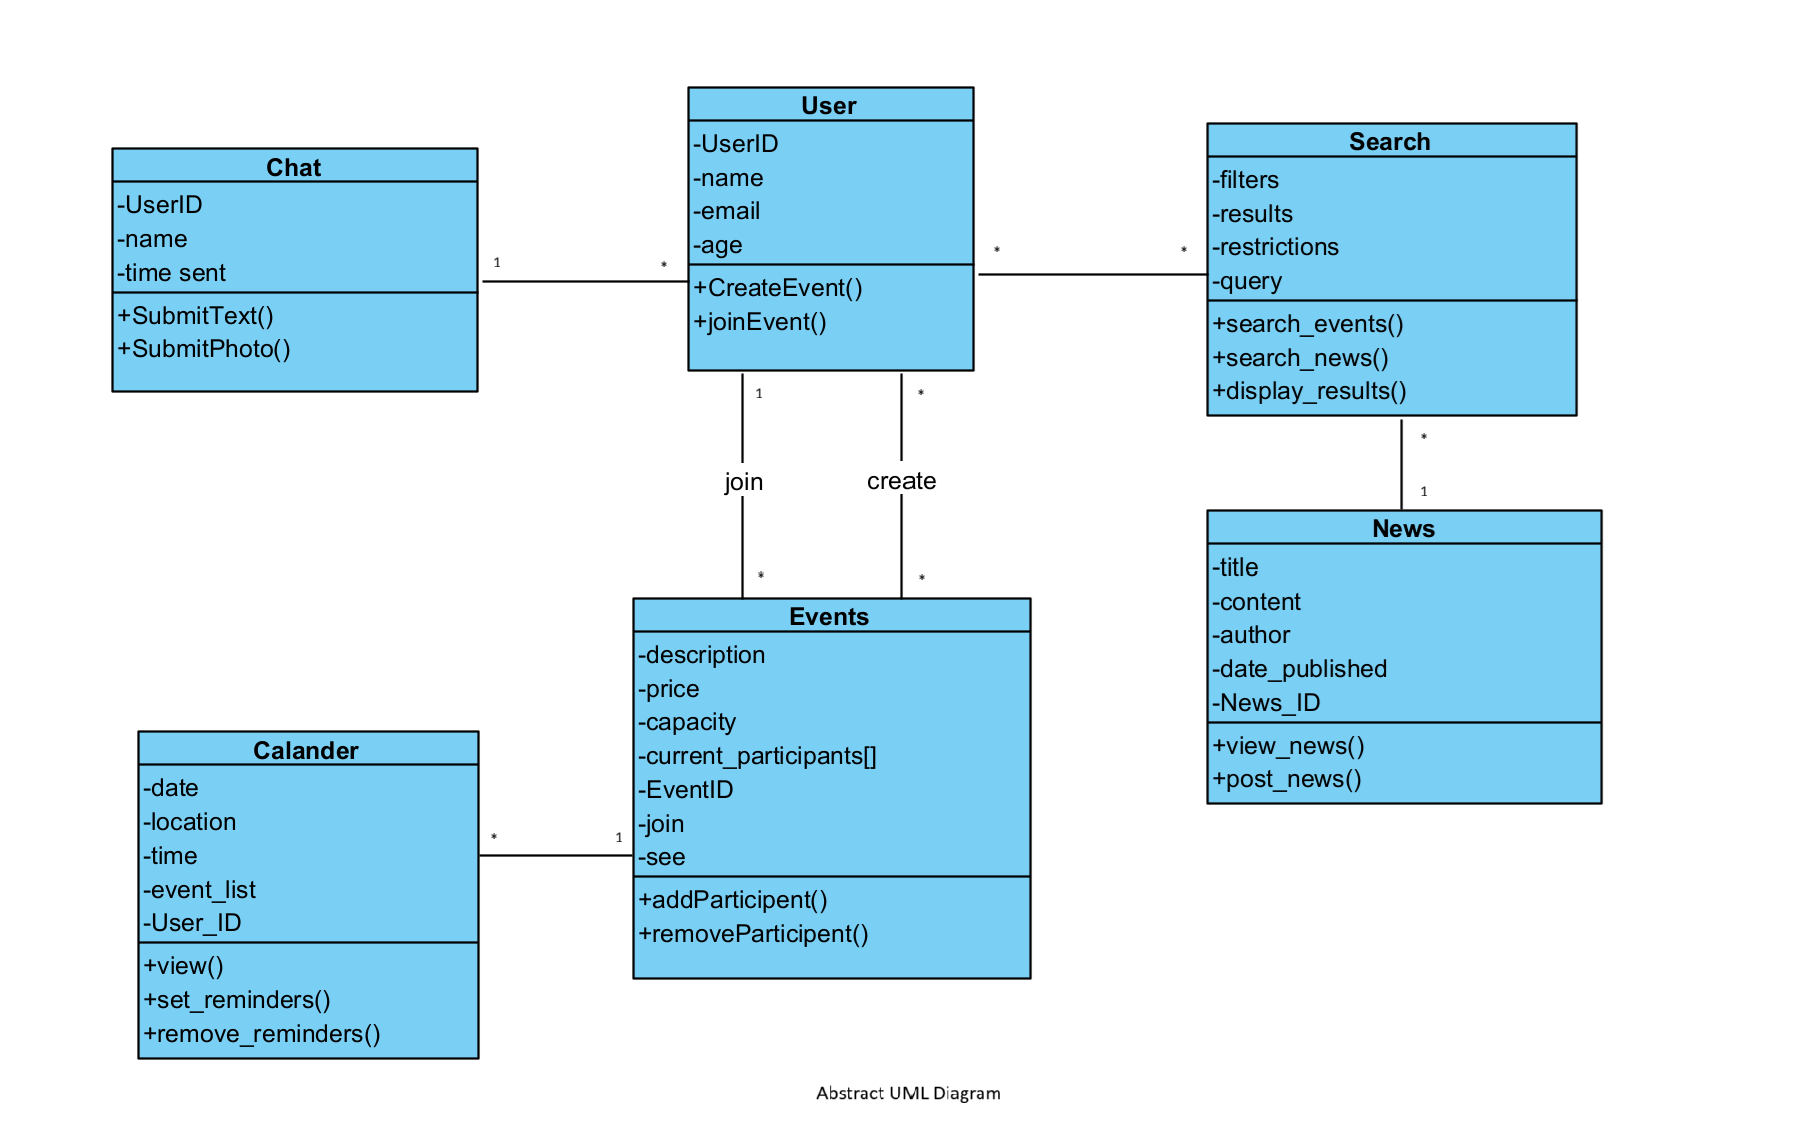 User
-UserID
-name
-email
-age
+CreateEvent()
+joinEvent()
Chat
-UserID
-name
-time sent
+SubmitText()
+SubmitPhoto()
1
*
Search
-filters
-results
-restrictions
-query
+search_events()
+search_news()
+display_results()
*
*
1
join
*
*
create
*
*
1
News
-title
-content
-author
-date_published
-News_ID
+view_news()
+post_news()
Events
-description
-price
-capacity
-current_participants[]
-EventID
-join
-see
+addParticipent()
+removeParticipent()
Calander
-date
-location
-time
-event_list
-User_ID
+view()
+set_reminders()
+remove_reminders()
*
1
Abstract UML Diagram